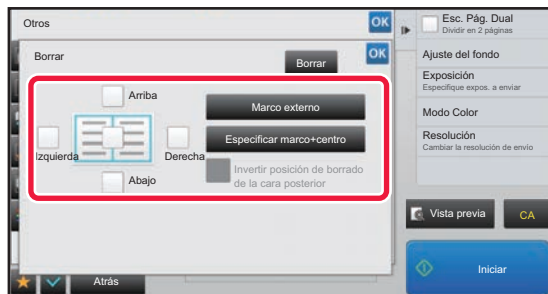 Otros
OK
Borrar
Borrar
OK
Arriba
Izquierda
Derecha
Abajo
Marco externo
Especificar marco+centro
Invertir posición de borrado
de la cara posterior
Atrás
Esc. Pág. Dual
Dividir en 2 páginas
Ajuste del fondo
Exposición
Especifique expos. a enviar
Modo Color
Resolución
Cambiar la resolución de envío
Vista previa
CA
Iniciar